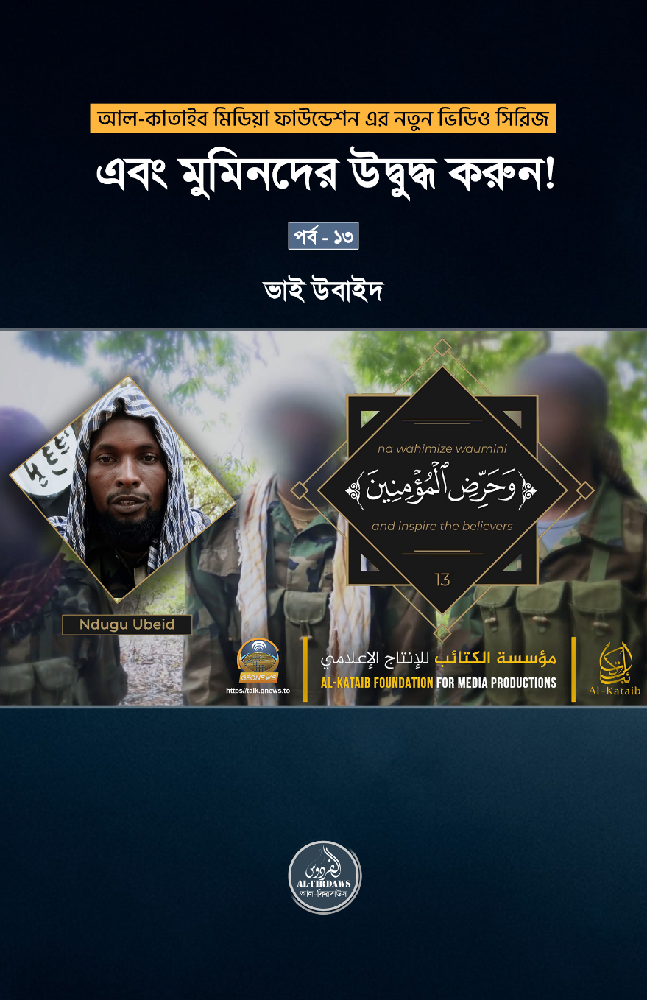 আল-কাতাইব মিডিয়া ফাউন্ডেশন এর নতুন ভিডিও সিরিজ
এবং মুমিনদের উদ্বুদ্ধ করুন!
পর্ব - ১৩
ভাই উবাইদ
na wahimize waumini
﴿وَحَرِّضِ ٱلْمُؤْمِنِينَ﴾
and inspire the believers
13
Ndugu Ubeid
GEONEWS
https//talk.gnews.to
مؤسسة الكتائب للإنتاج الإعلامي
AL-KATAIB FOUNDATION FOR MEDIA PRODUCTIONS
الكتائب
Al-Kataib
الفردوس
AL-FIRDAWS
আল-ফিরদাউস